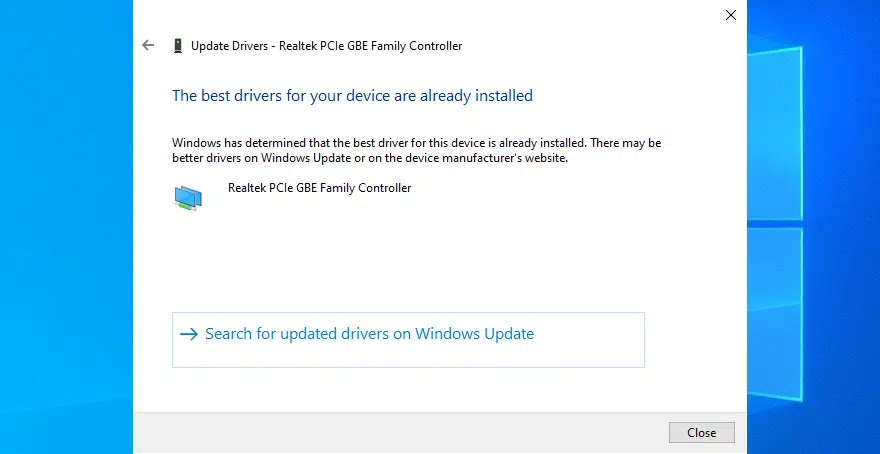 Update Drivers - Realtek PCIe GBE Family Controller
The best drivers for your device are already installed
Windows has determined that the best driver for this device is already installed. There may be
better drivers on Windows Update or on the device manufacturer's website.
Realtek PCIe GBE Family Controller
Search for updated drivers on Windows Update
Close